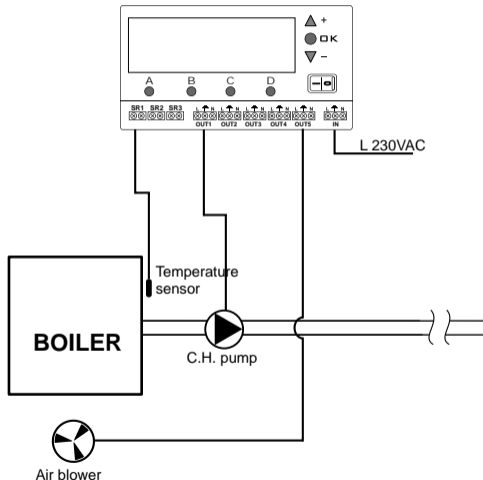 +
OK
−
A B C D
SR1 SR2 SR3
L N L N L N L N L N L N
OUT1 OUT2 OUT3 OUT4 OUT5 IN
L 230VAC
Temperature
sensor
BOILER
C.H. pump
Air blower